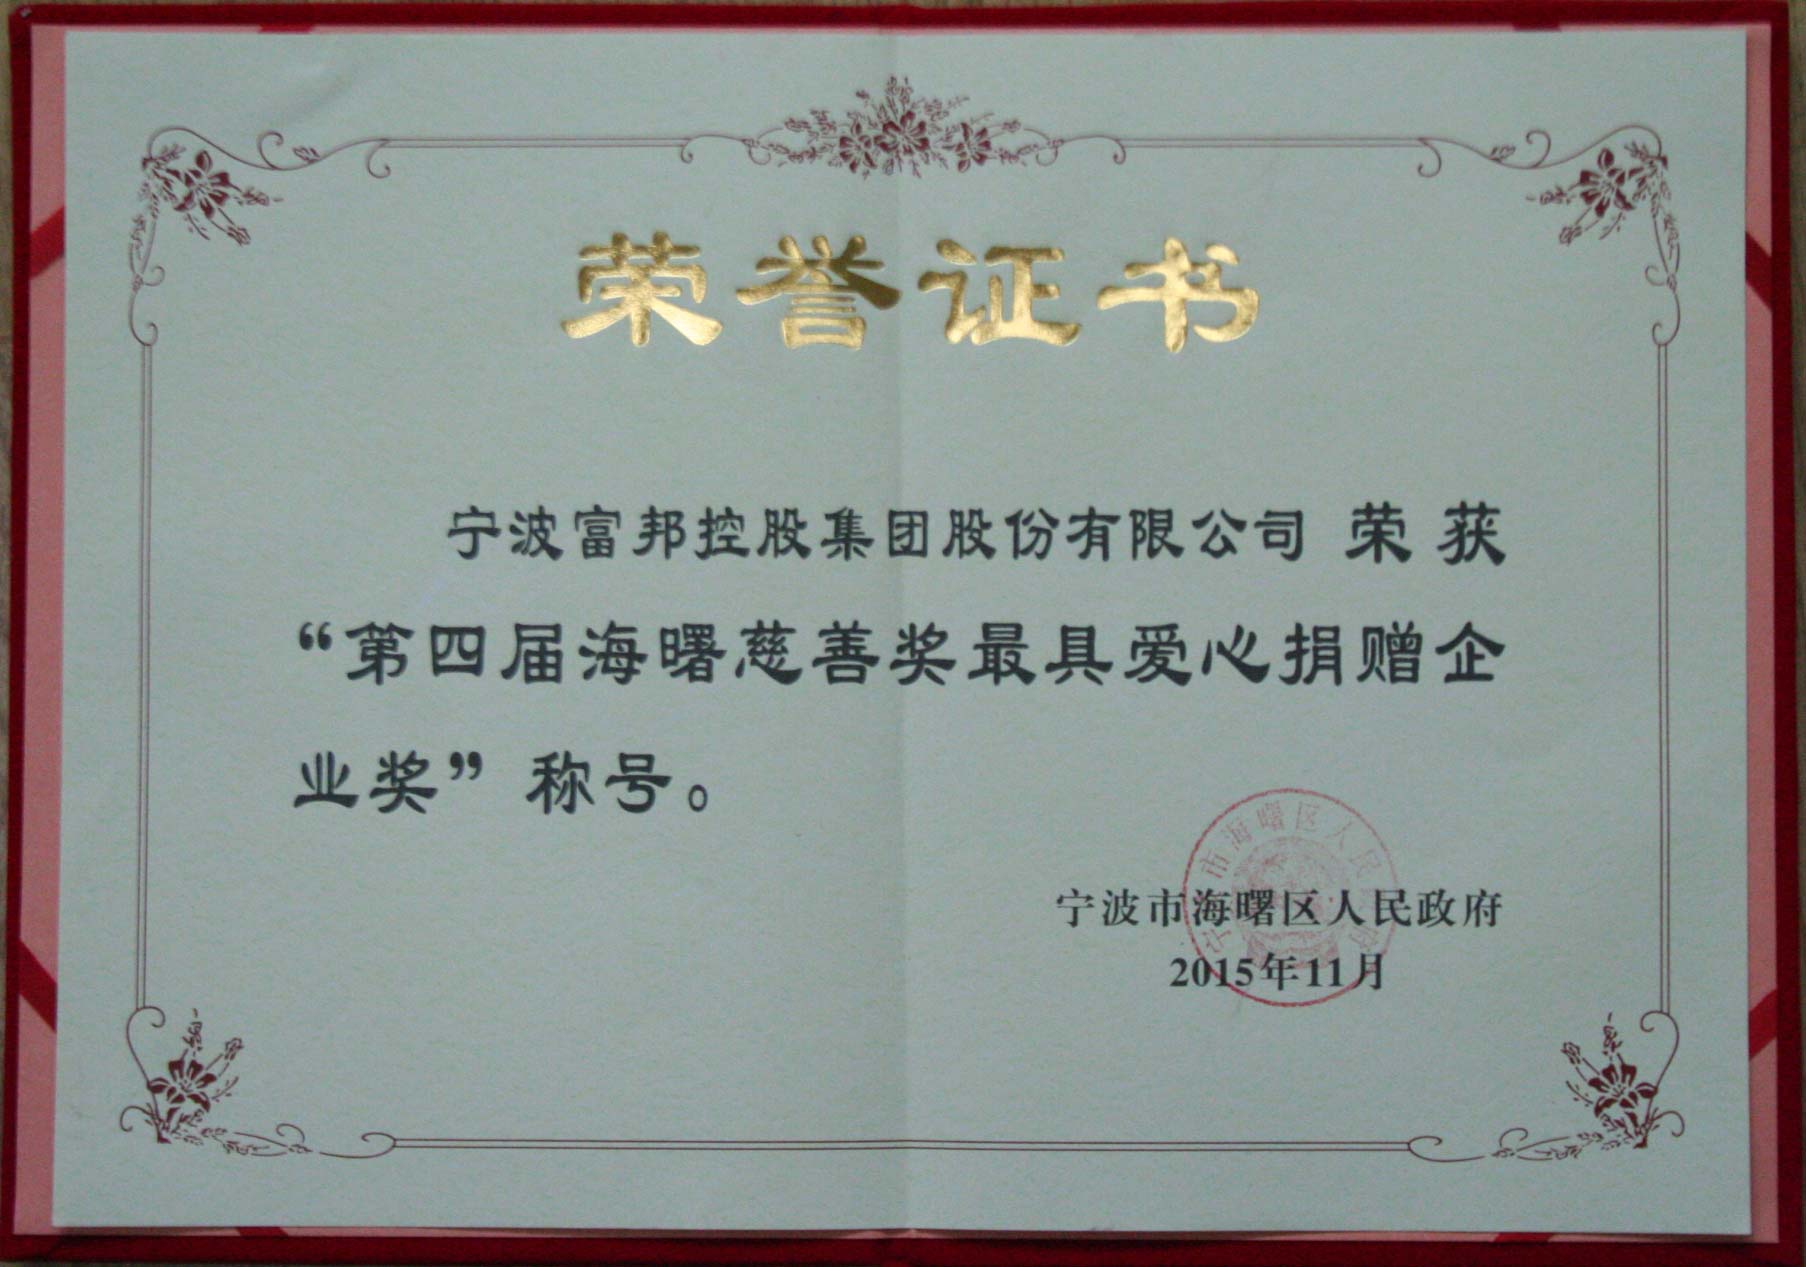 荣誉证书
宁波富邦控股集团股份有限公司 荣获
“第四届海曙慈善奖最具爱心捐赠企
业奖”称号。
宁波市海曙区人民政府
2015年11月